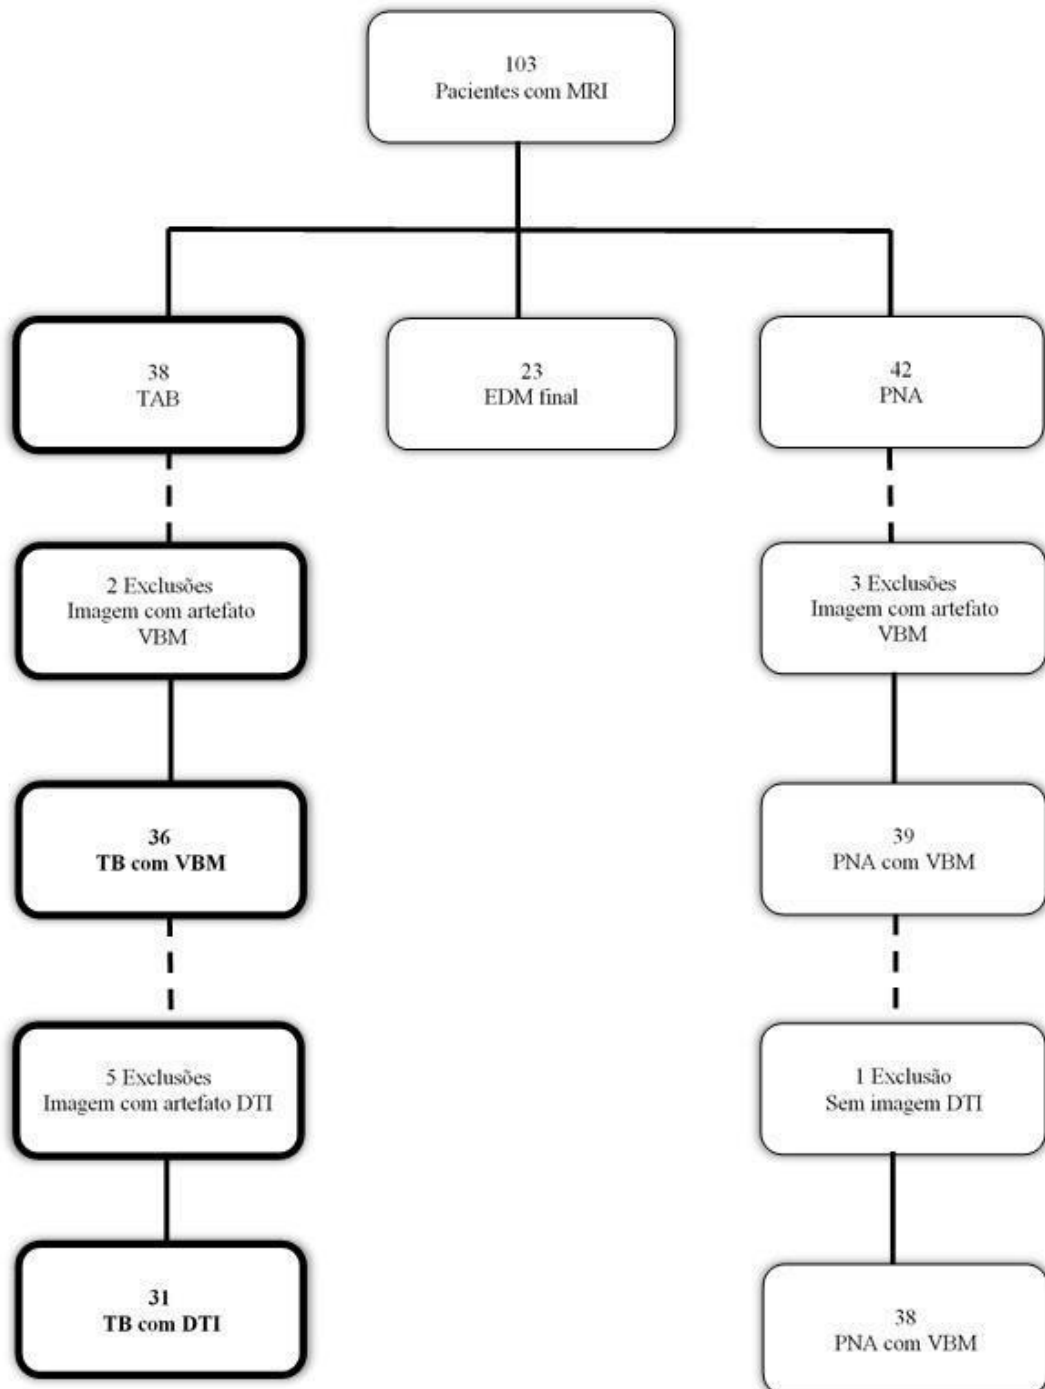 103
Pacientes com MRI
38
TAB
23
EDM final
42
PNA
2 Exclusões
Imagem com artefato
VBM
3 Exclusões
Imagem com artefato
VBM
36
TB com VBM
39
PNA com VBM
5 Exclusões
Imagem com artefato DTI
1 Exclusão
Sem imagem DTI
31
TB com DTI
38
PNA com VBM